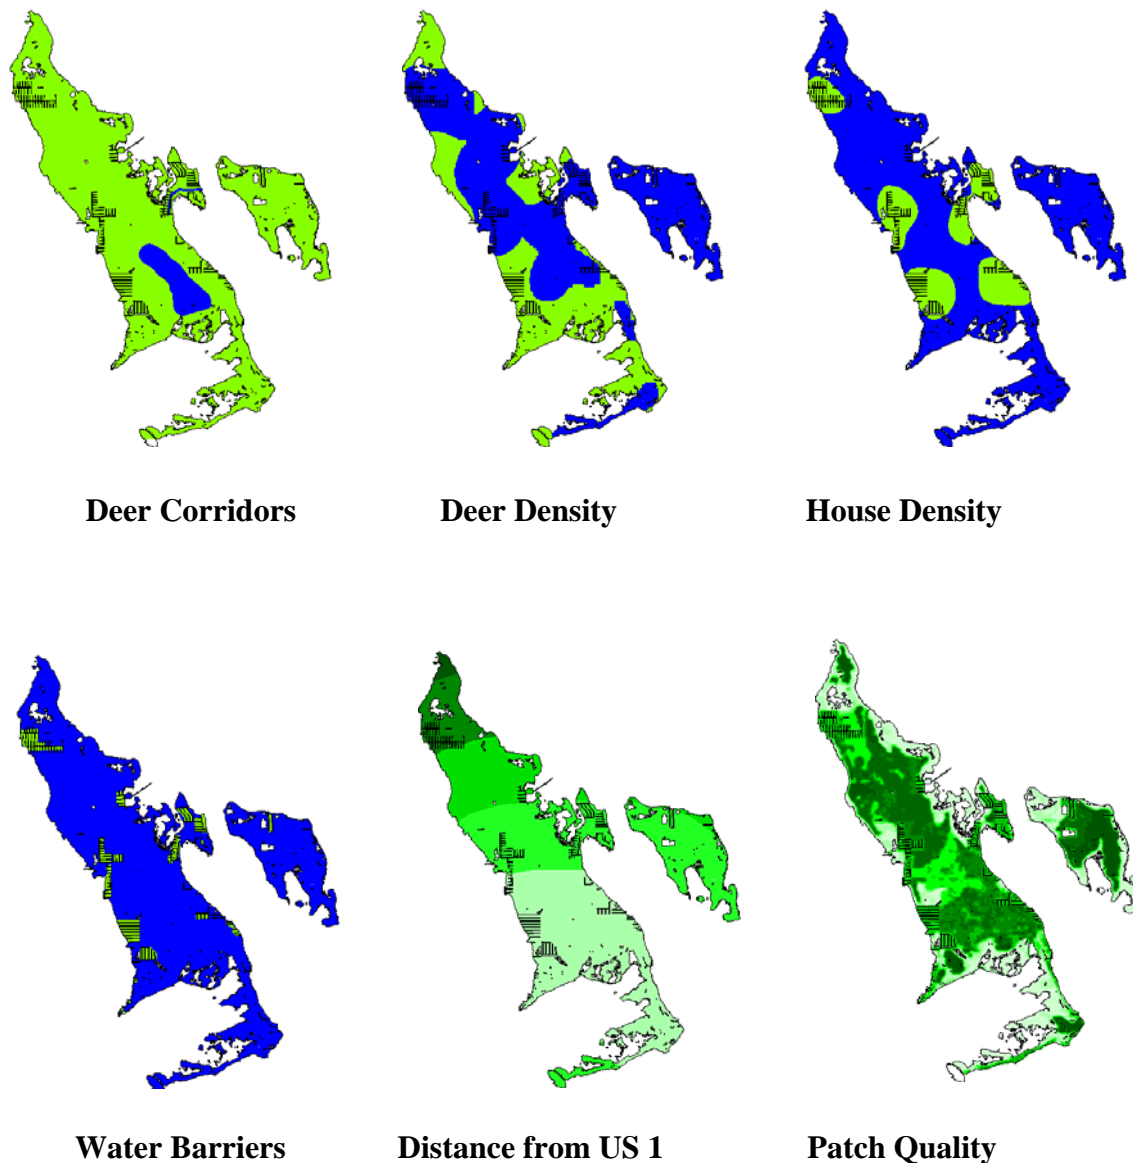 Deer Corridors
Deer Density
House Density
Water Barriers
Distance from US 1
Patch Quality